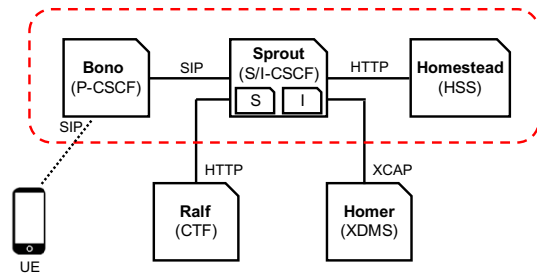 Bono
(P-CSCF)
SIP
Sprout
(S/I-CSCF)
S
I
HTTP
Homestead
(HSS)
SIP
HTTP
XCAP
Ralf
(CTF)
Homer
(XDMS)
UE